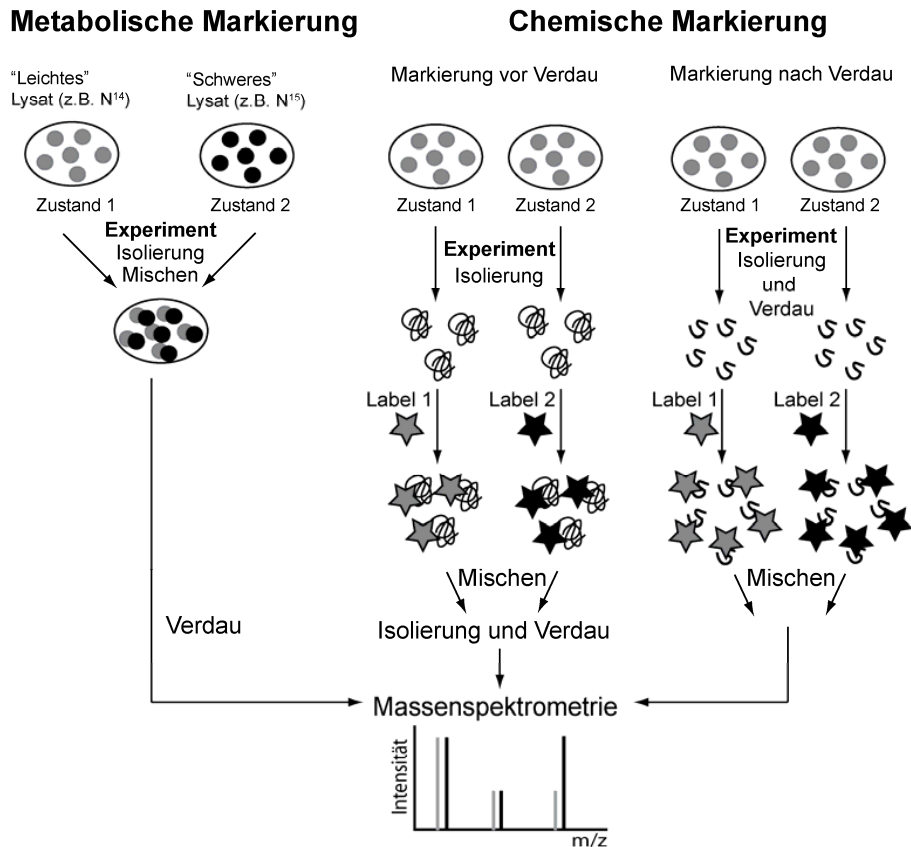 Metabolische Markierung
"Leichtes"
Lysat (z.B. N¹⁴)
"Schweres"
Lysat (z.B. N¹⁵)
Zustand 1
Zustand 2
Experiment
Isolierung
Mischen
Verdau
Chemische Markierung
Markierung vor Verdau
Zustand 1
Zustand 2
Experiment
Isolierung
Label 1
Label 2
Mischen
Isolierung und Verdau
Markierung nach Verdau
Zustand 1
Zustand 2
Experiment
Isolierung
und
Verdau
Label 1
Label 2
Mischen
Massenspektrometrie
Intensität
m/z